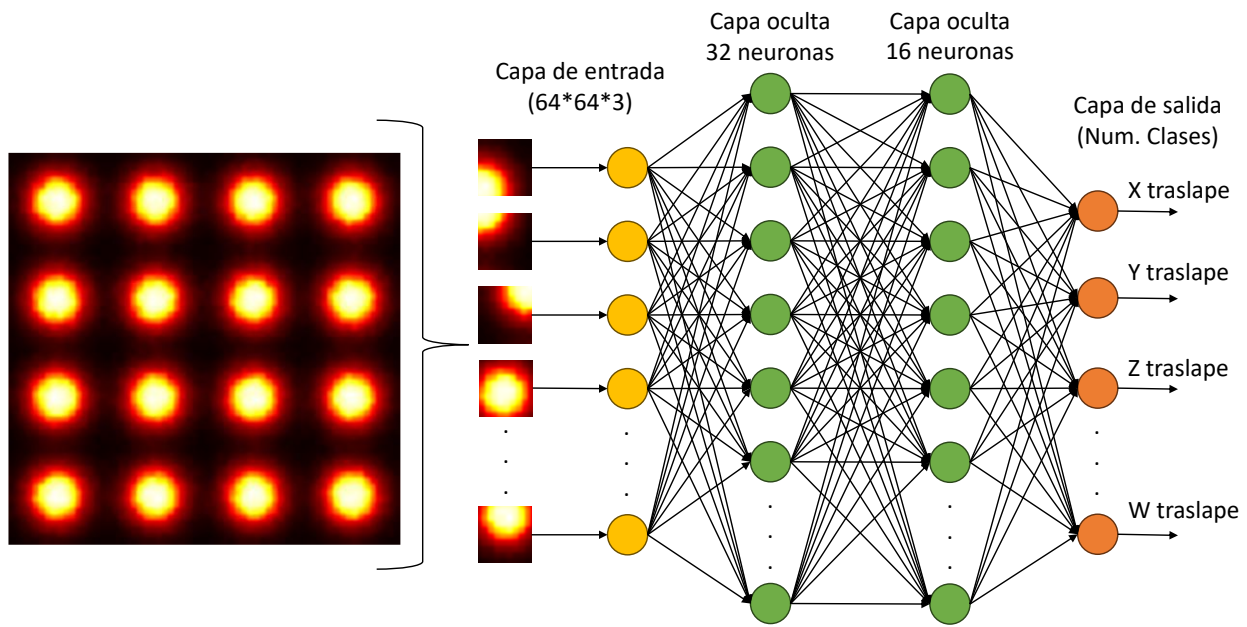 Capa de entrada
(64*64*3)
Capa oculta
32 neuronas
Capa oculta
16 neuronas
Capa de salida
(Num. Clases)
X traslape
Y traslape
Z traslape
W traslape